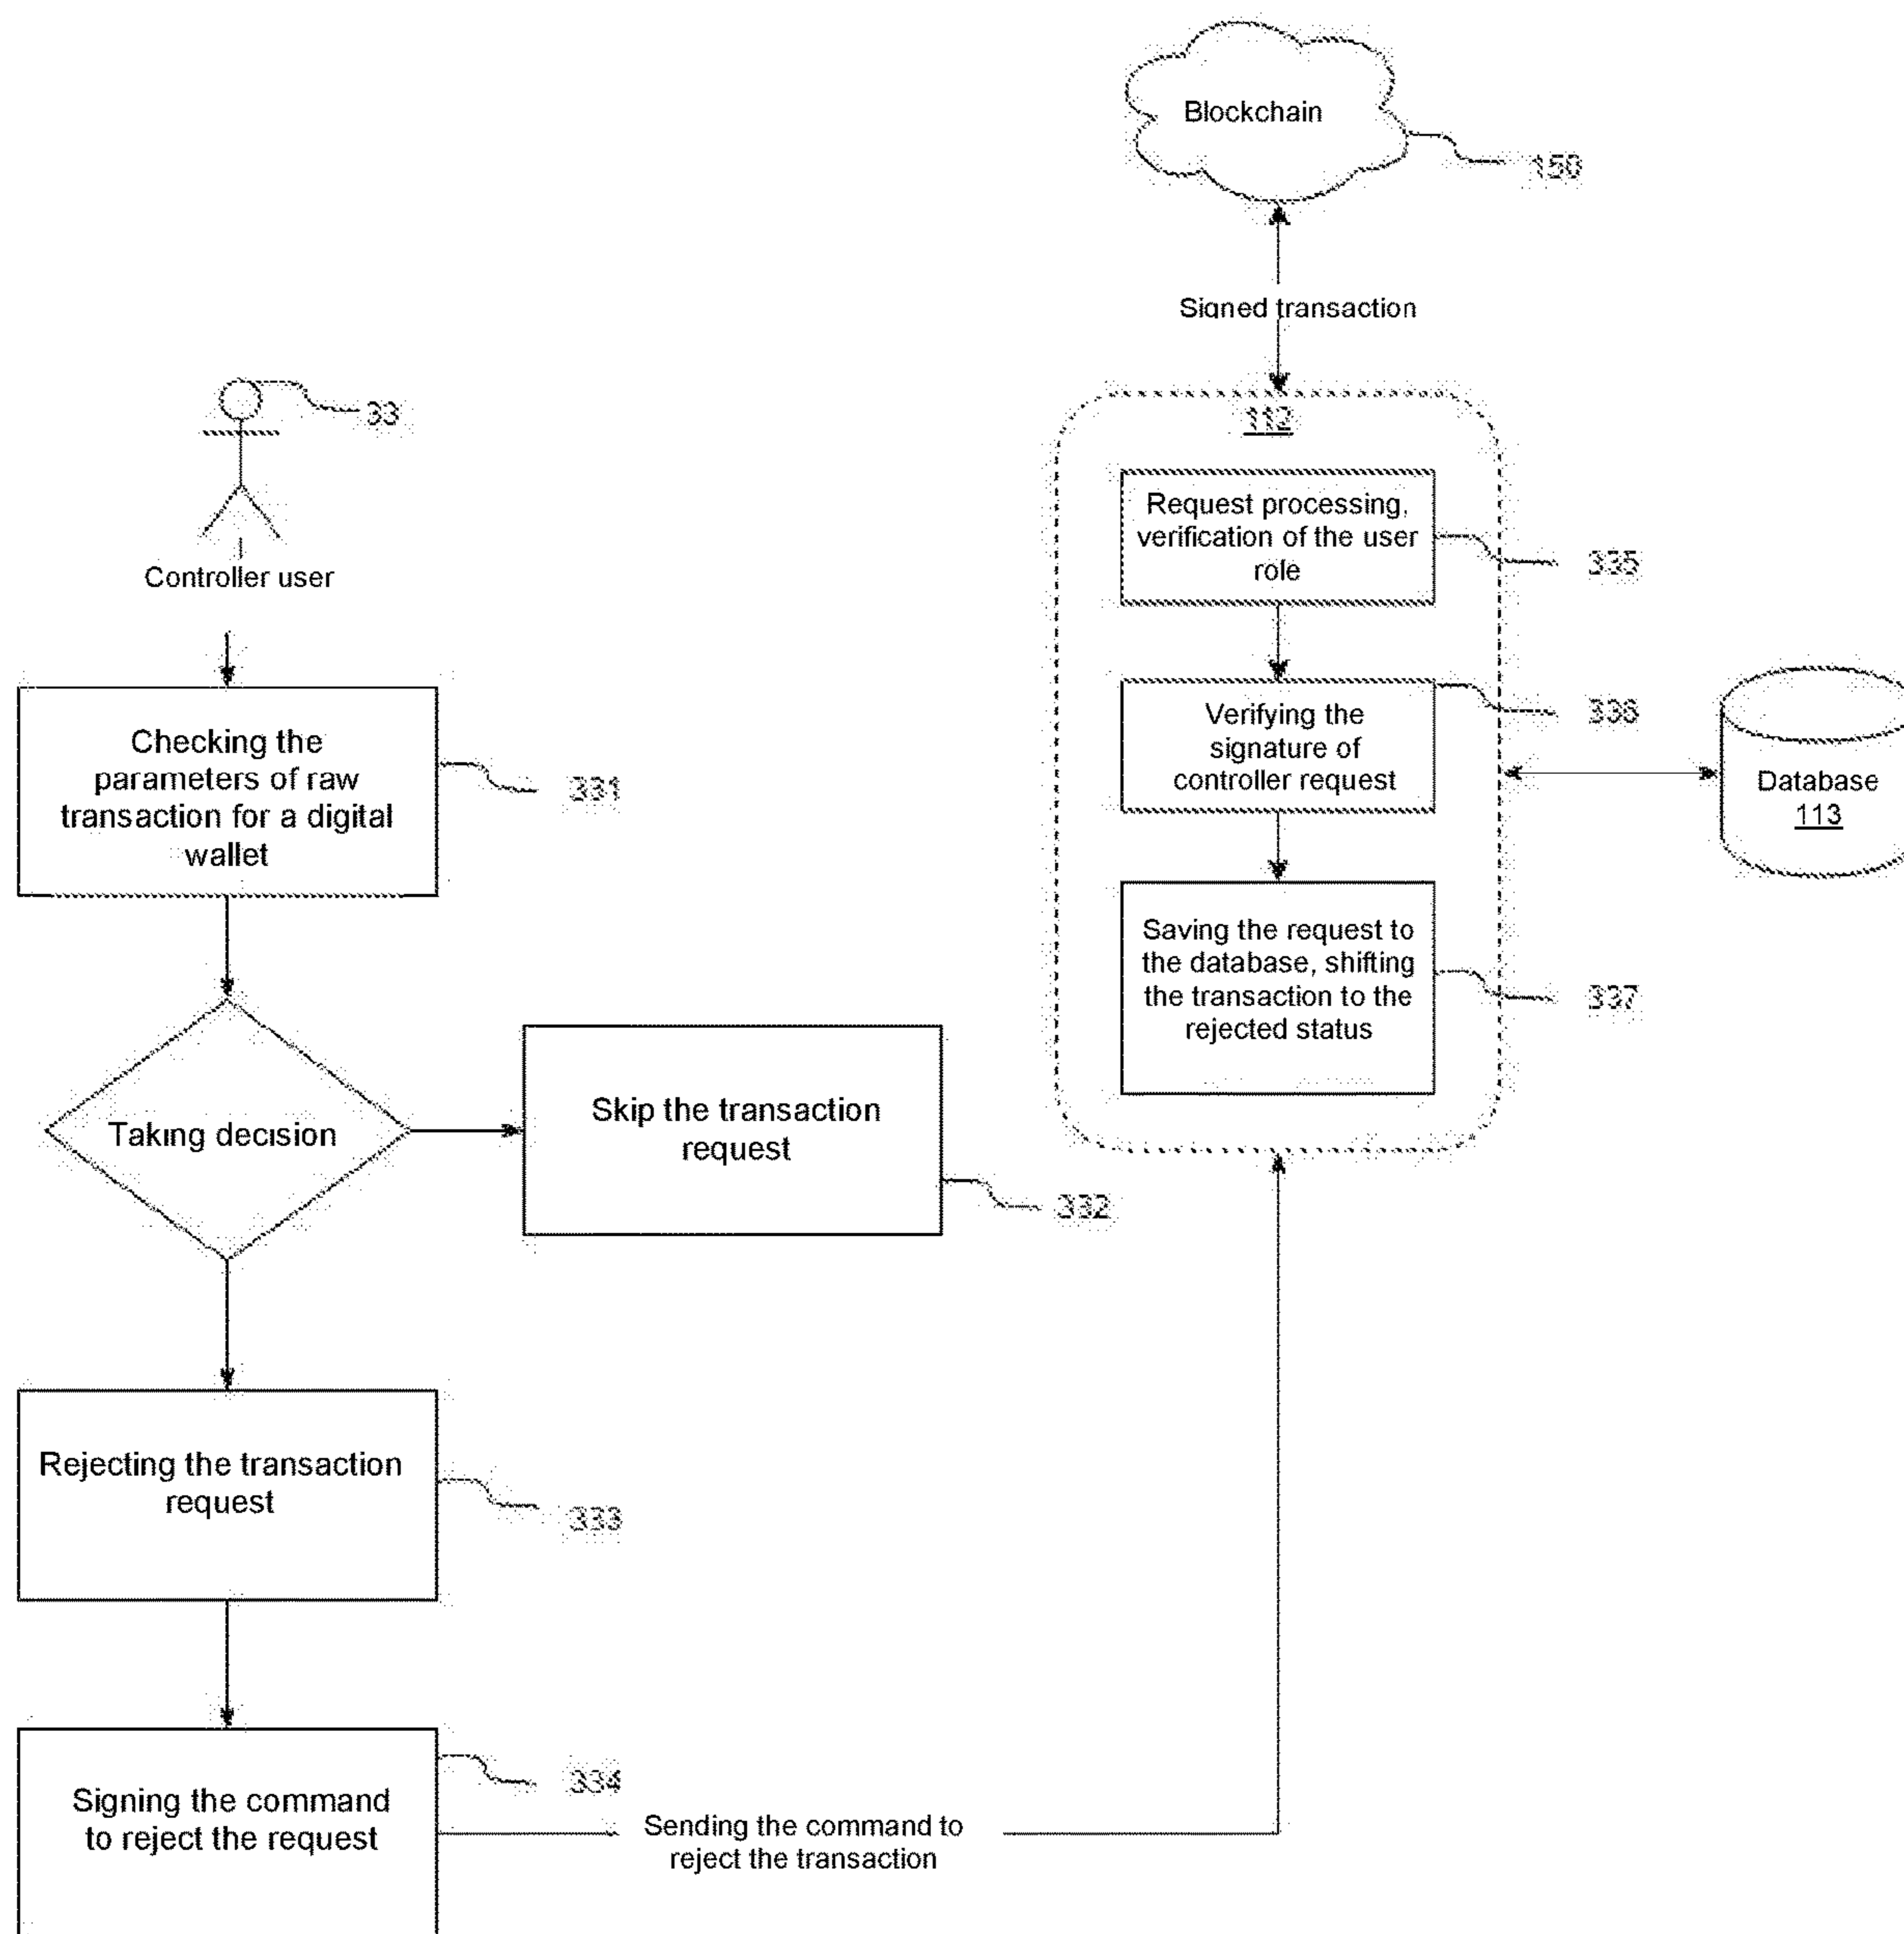 Blockchain
150
Signed transaction
33
Controller user
112
Request processing,
verification of the user
role
335
Checking the
parameters of raw
transaction for a digital
wallet
331
Verifying the
signature of
controller request
336
Database
113
Saving the request to
the database, shifting
the transaction to the
rejected status
337
Taking decision
Skip the transaction
request
332
Rejecting the transaction
request
333
Signing the command
to reject the request
334
Sending the command to
reject the transaction